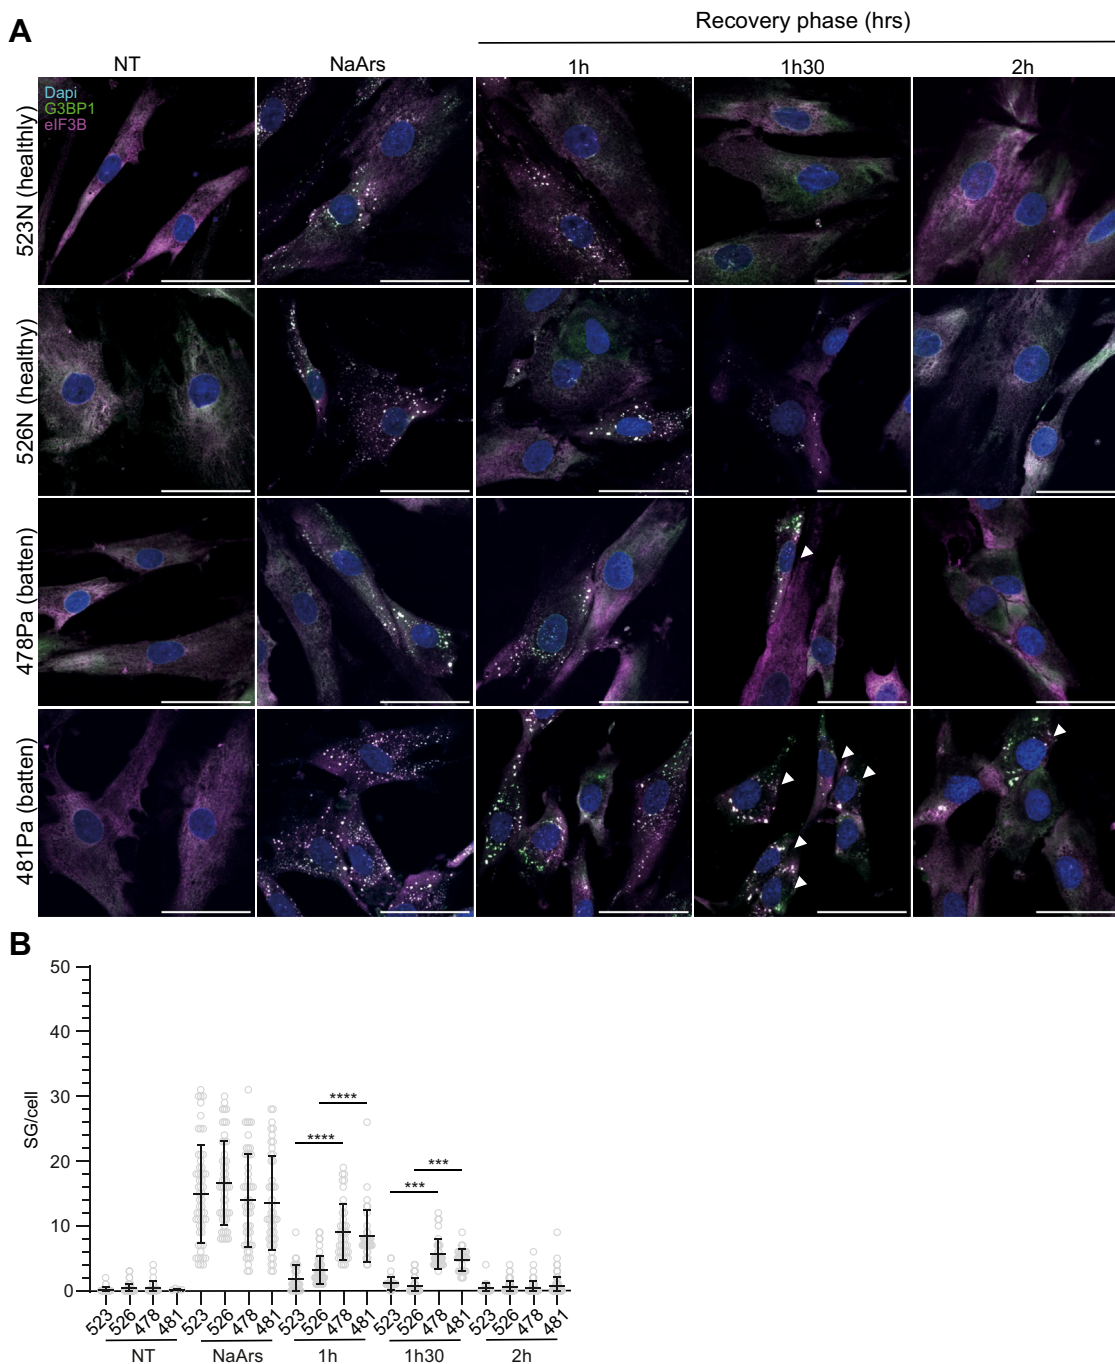 A
Recovery phase (hrs)
NT
NaArs
1h
1h30
2h
Dapi
G3BP1
eIF3B
523N (healthy)
526N (healthy)
478Pa (batten)
481Pa (batten)
B
50
40
30
20
10
0
SG/cell
****
****
***
***
523 526 478 481 523 526 478 481 523 526 478 481 523 526 478 481 523 526 478 481
NT NaArs 1h 1h30 2h